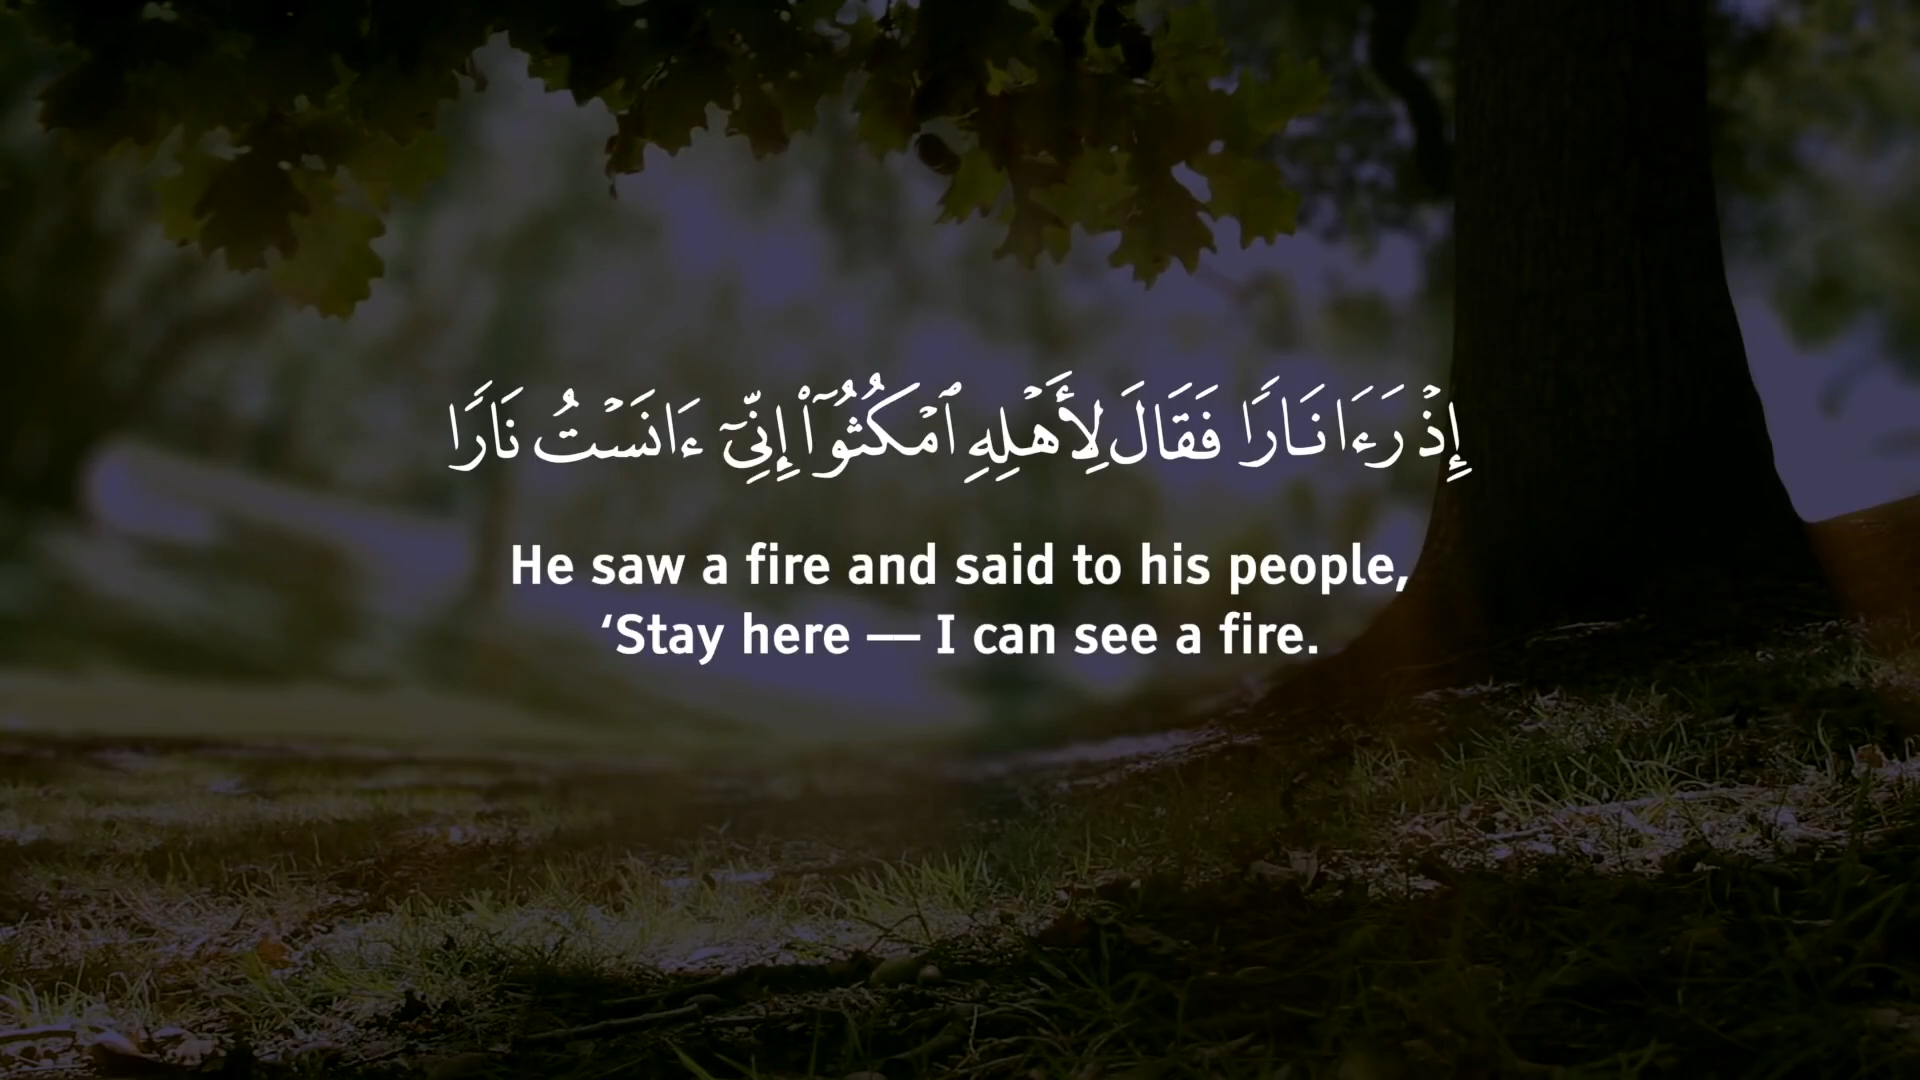 إِذۡ رَءَا نَارٗا فَقَالَ لِأَهۡلِهِ ٱمۡكُثُوٓاْ إِنِّيٓ ءَانَسۡتُ نَارٗا
He saw a fire and said to his people,
‘Stay here — I can see a fire.